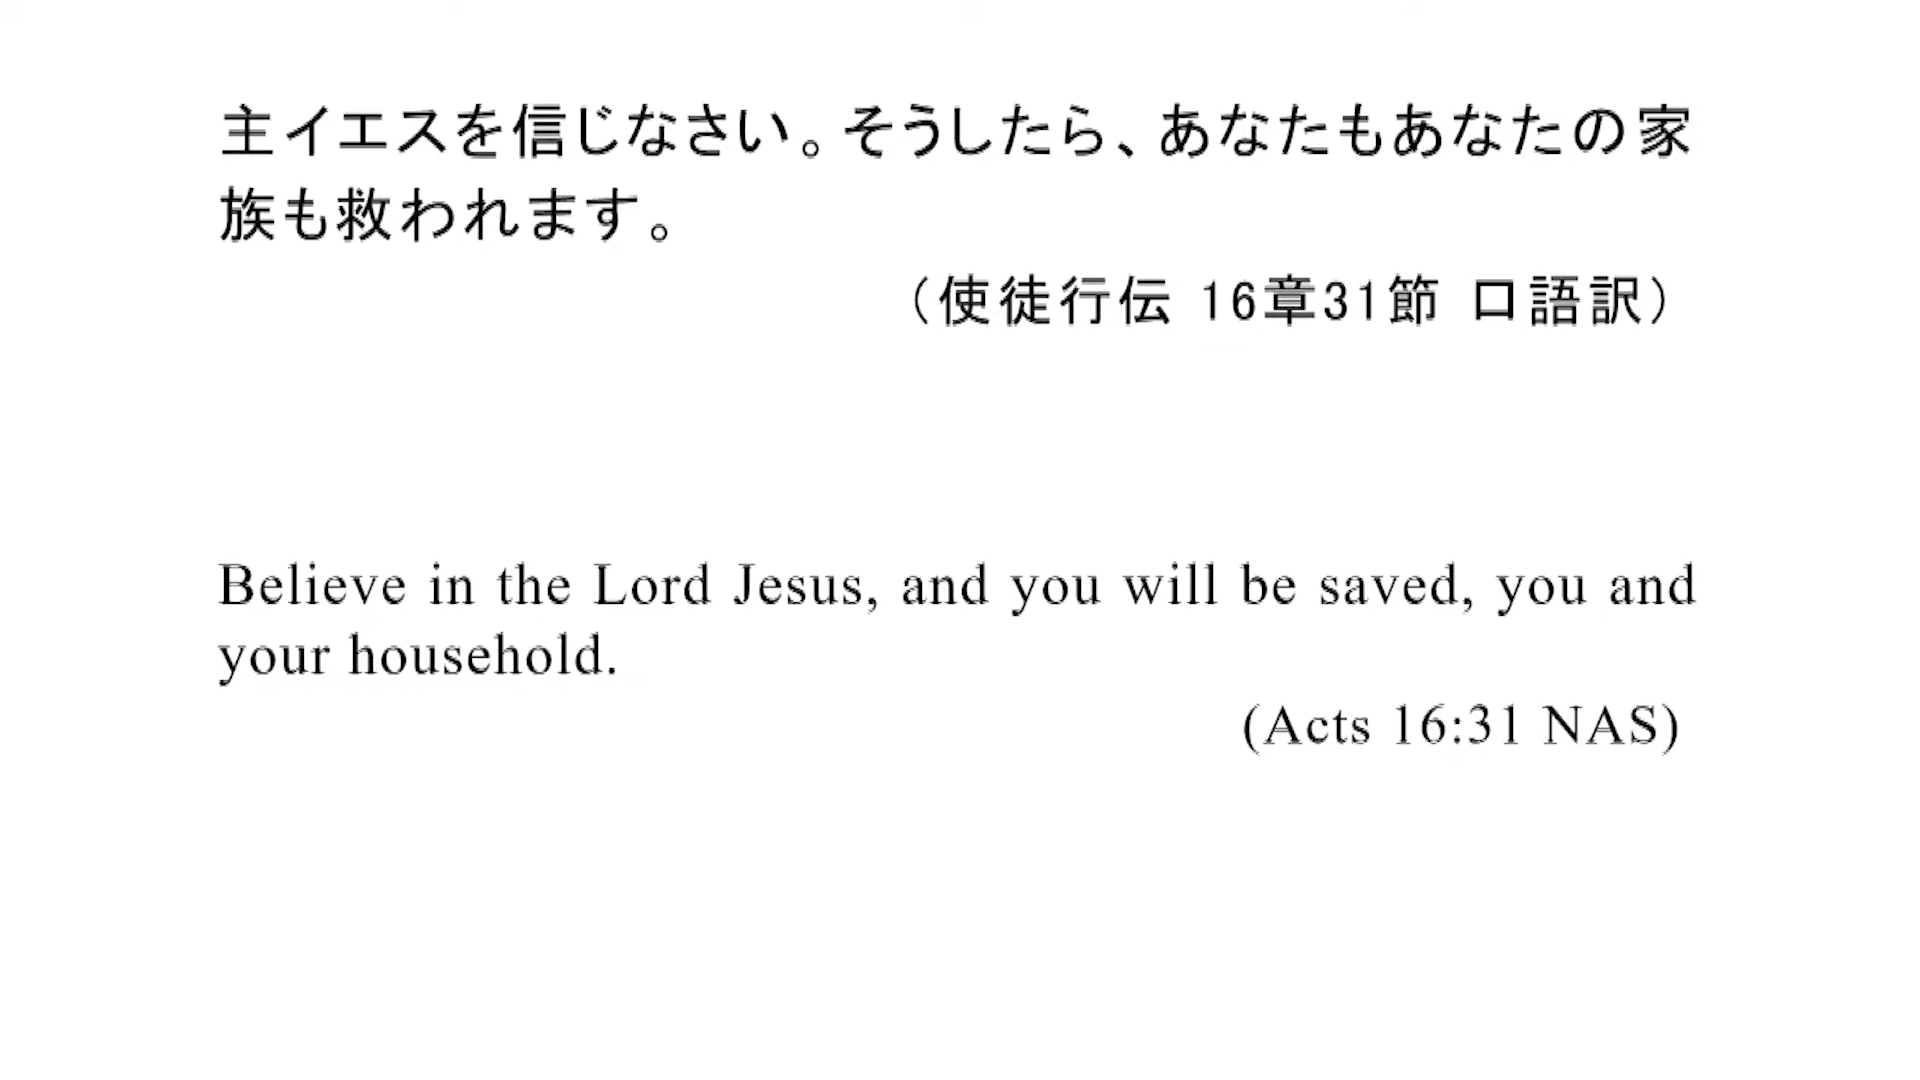 主イエスを信じなさい。そうしたら、あなたもあなたの家
族も救われます。
（使徒行伝 16章31節 口語訳）
Believe in the Lord Jesus, and you will be saved, you and
your household.
(Acts 16:31 NAS)